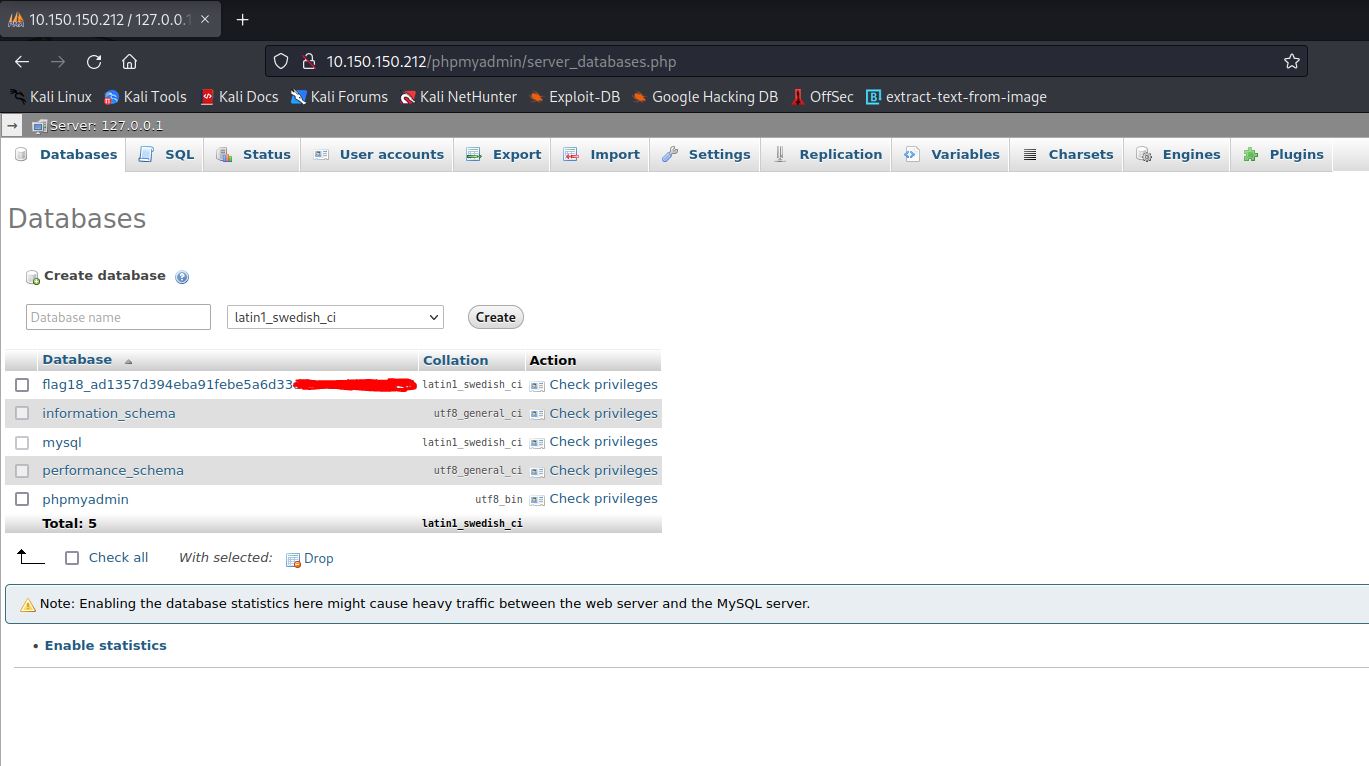 10.150.150.212 / 127.0.0.1
10.150.150.212/phpmyadmin/server_databases.php
Kali Linux Kali Tools Kali Docs Kali Forums Kali NetHunter Exploit-DB Google Hacking DB OffSec extract-text-from-image
Server: 127.0.0.1
Databases SQL Status User accounts Export Import Settings Replication Variables Charsets Engines Plugins
Databases
Create database
Database name latin1_swedish_ci Create
Database Collation Action
flag18_ad1357d394eba91febe5a6d33 latin1_swedish_ci Check privileges
information_schema utf8_general_ci Check privileges
mysql latin1_swedish_ci Check privileges
performance_schema utf8_general_ci Check privileges
phpmyadmin utf8_bin Check privileges
Total: 5 latin1_swedish_ci
Check all With selected: Drop
Note: Enabling the database statistics here might cause heavy traffic between the web server and the MySQL server.
• Enable statistics